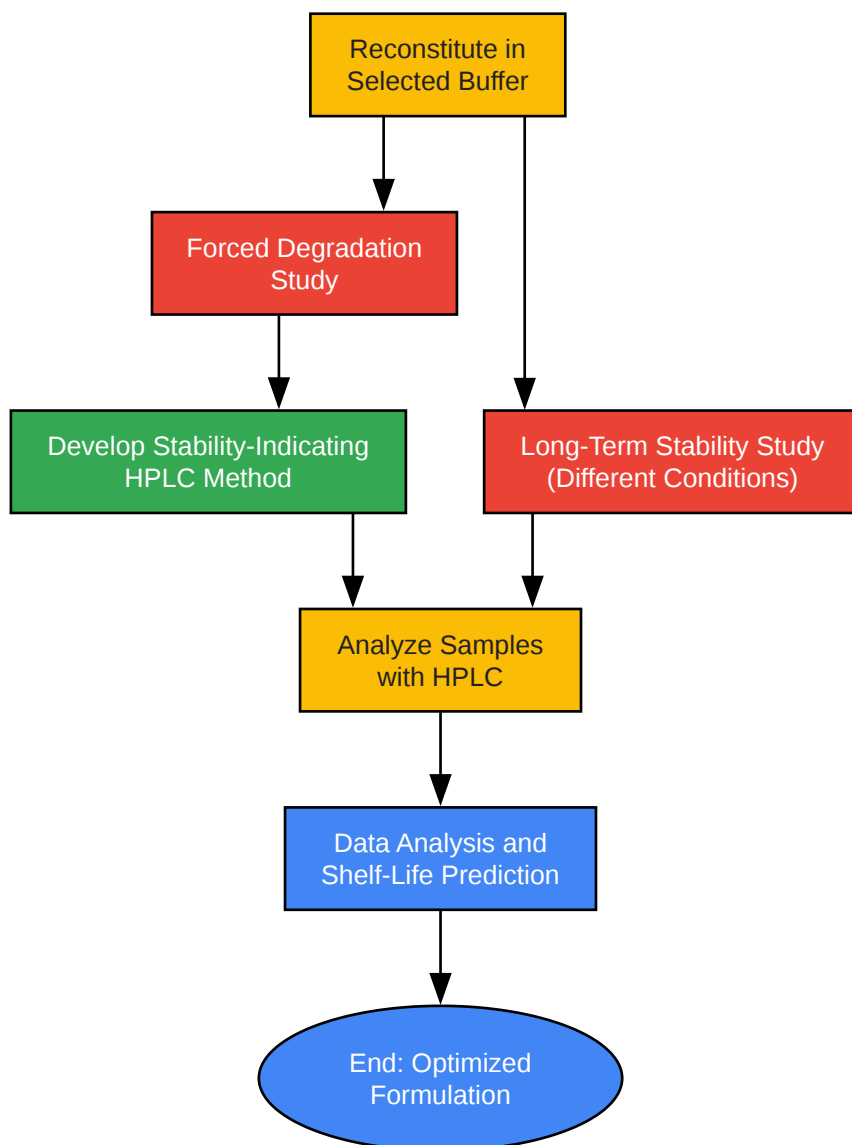 Reconstitute in
Selected Buffer
Forced Degradation
Study
Develop Stability-Indicating
HPLC Method
Long-Term Stability Study
(Different Conditions)
Analyze Samples
with HPLC
Data Analysis and
Shelf-Life Prediction
End: Optimized
Formulation